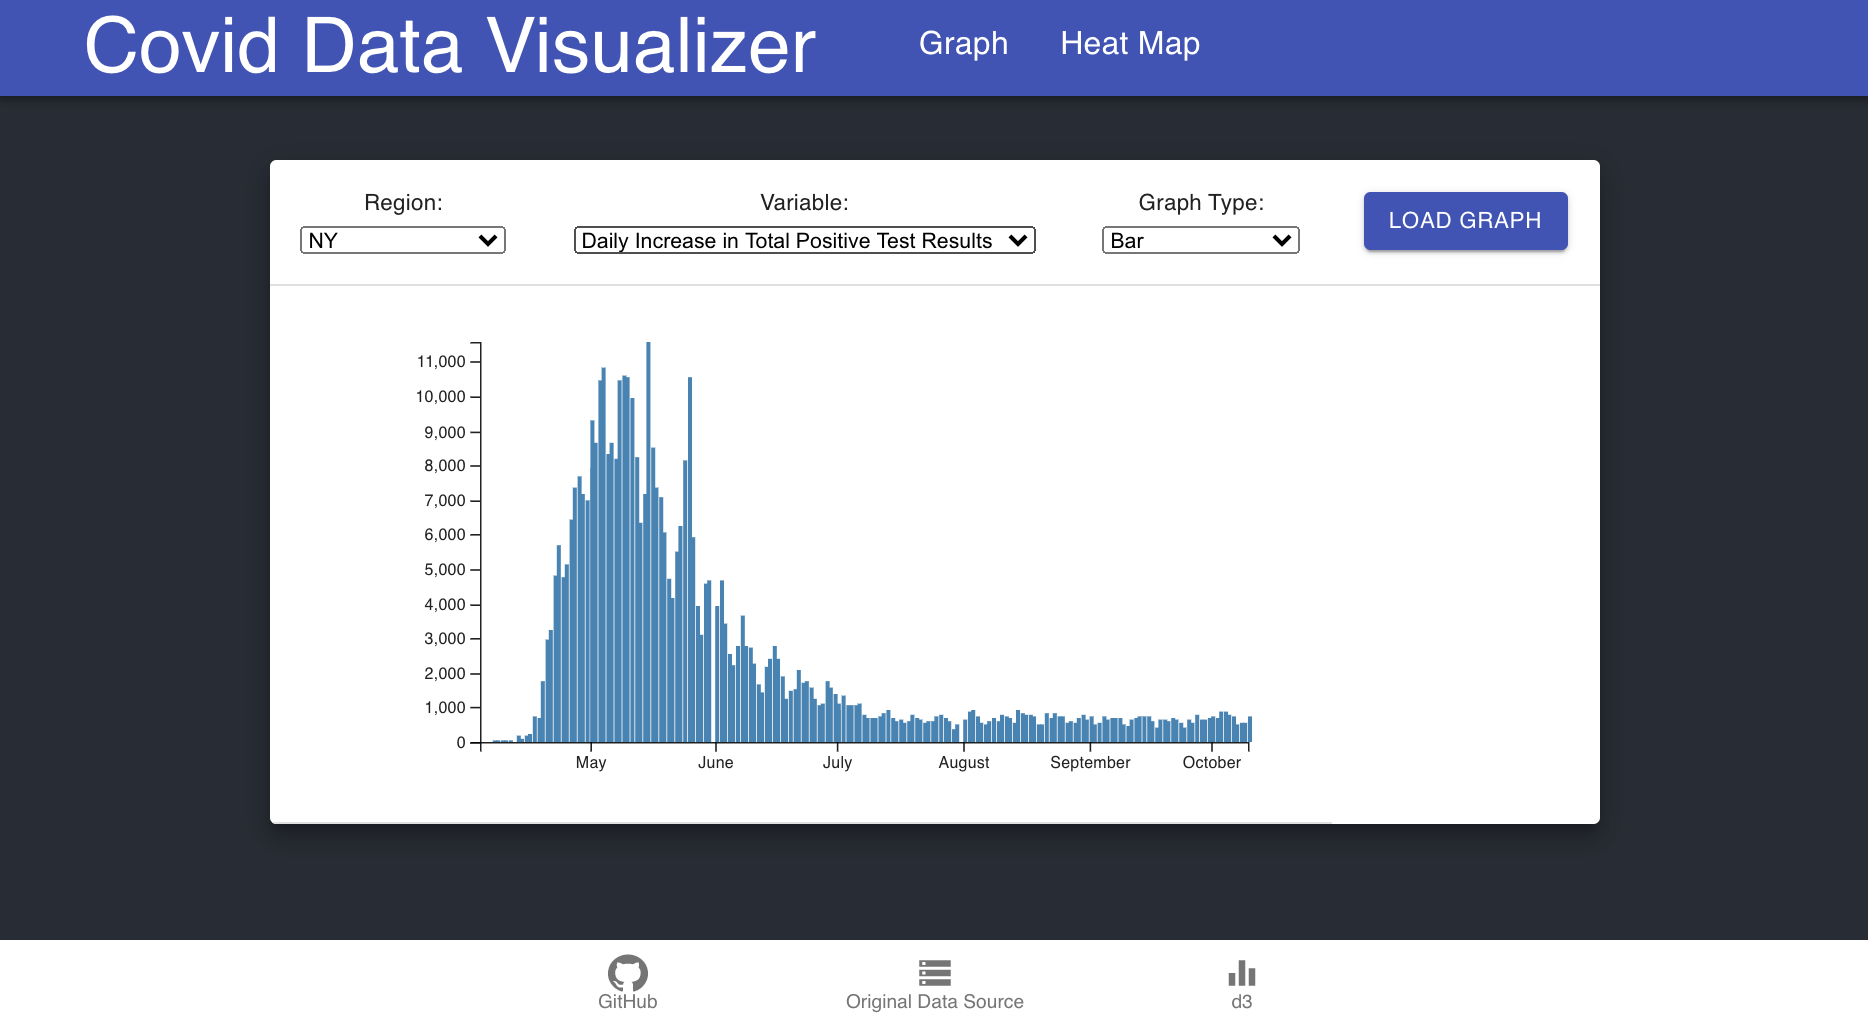 Covid Data Visualizer Graph Heat Map
Region: Variable: Graph Type:
NY Daily Increase in Total Positive Test Results Bar LOAD GRAPH
11,000
10,000
9,000
8,000
7,000
6,000
5,000
4,000
3,000
2,000
1,000
0
May June July August September October
GitHub Original Data Source d3